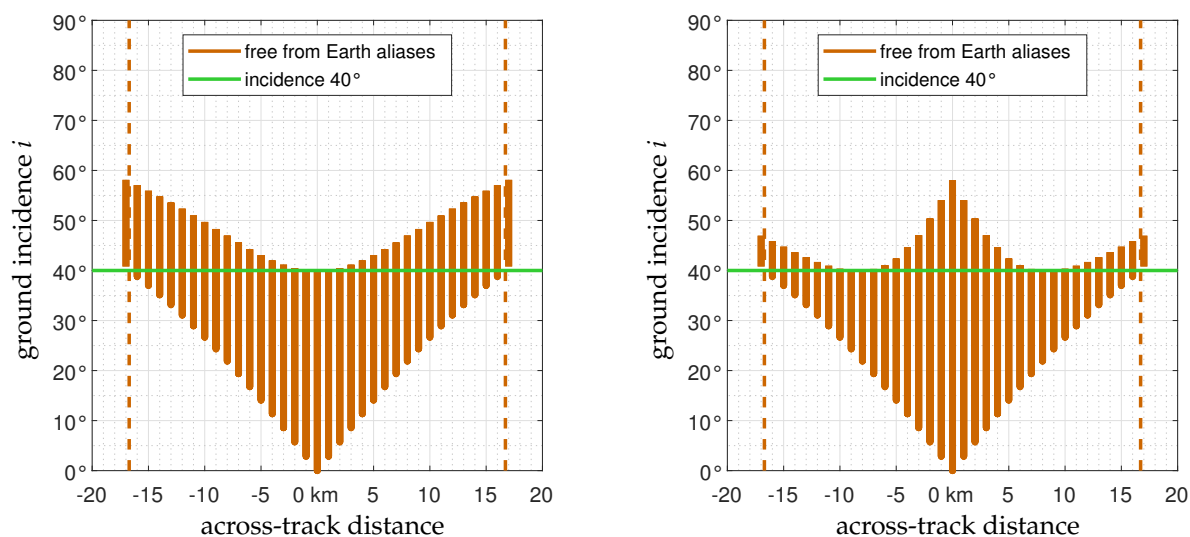 90°
80°
70°
60°
50°
40°
30°
20°
10°
0°
ground incidence i
free from Earth aliases
incidence 40°
-20 -15 -10 -5 0 km 5 10 15 20
across-track distance
90°
80°
70°
60°
50°
40°
30°
20°
10°
0°
ground incidence i
free from Earth aliases
incidence 40°
-20 -15 -10 -5 0 km 5 10 15 20
across-track distance